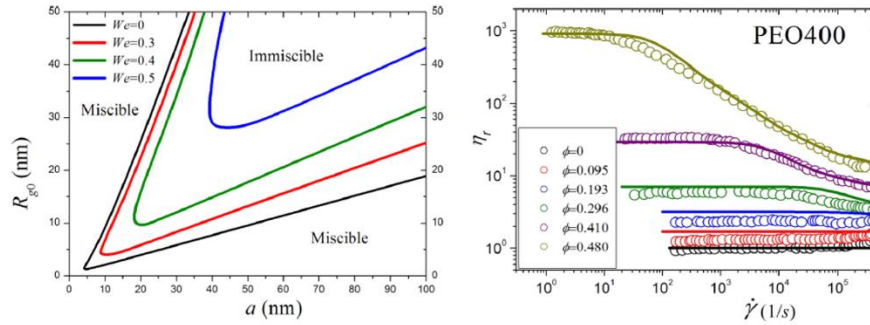 We=0
We=0.3
We=0.4
We=0.5
Immiscible
Miscible
Miscible
R_{g0} (nm)
50
40
30
20
10
0
50
40
30
20
10
0
0 10 20 30 40 50 60 70 80 90 100
a (nm)
PEO400
η_r
10³
10²
10¹
10⁰
ϕ=0
ϕ=0.095
ϕ=0.193
ϕ=0.296
ϕ=0.410
ϕ=0.480
10⁰ 10¹ 10² 10³ 10⁴ 10⁵
γ̇ (1/s)